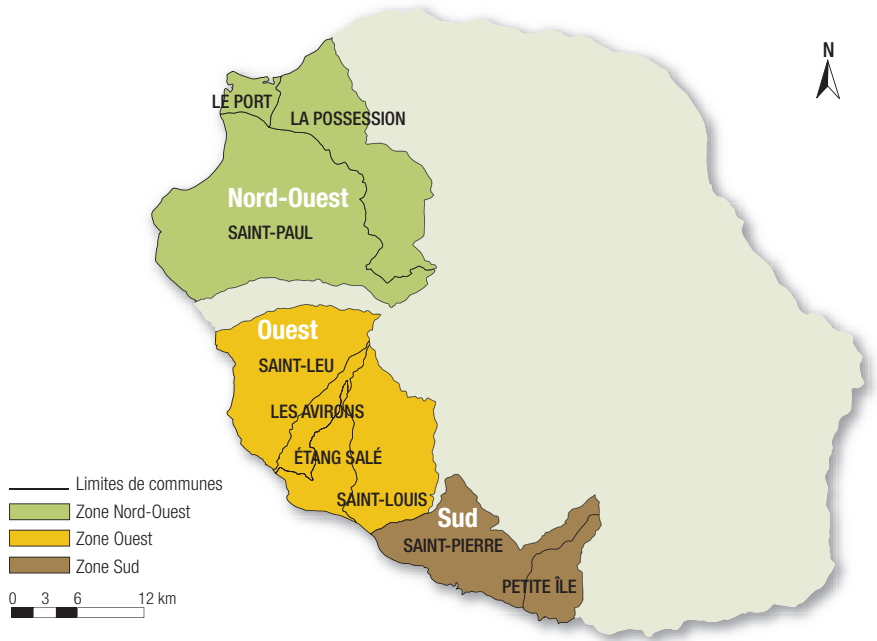 N
LE PORT
LA POSSESSION
Nord-Ouest
SAINT-PAUL
Ouest
SAINT-LEU
LES AVIRONS
ÉTANG SALÉ
SAINT-LOUIS
Sud
SAINT-PIERRE
PETITE ÎLE
Limites de communes
Zone Nord-Ouest
Zone Ouest
Zone Sud
0 3 6 12 km